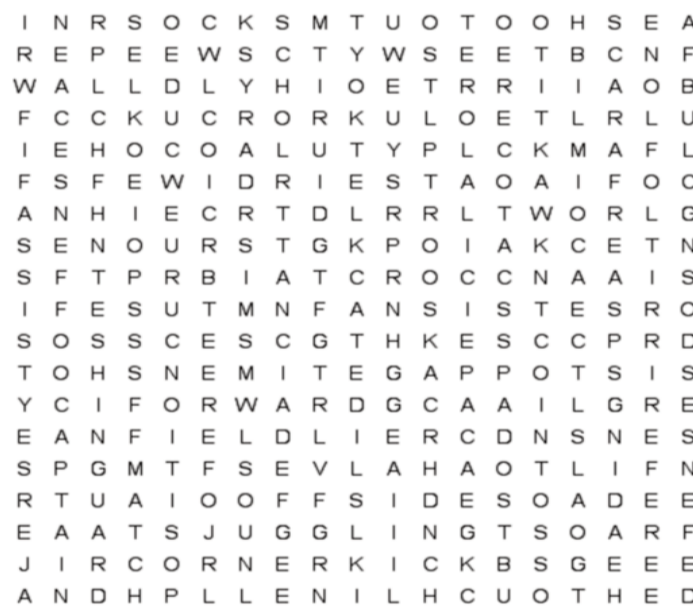 I N R S O C K S M T U O T O O H S E A
R E P E E W S C T Y W S E E T B C N F
W A L L D L Y H I O E T R R I I A O B
F C C K U C R O R K U L O E T L R L U
I E H O C O A L U T Y P L C K M A F L
F S F E W I D R I E S T A O A I F O C
A N H I E C R T D L R R L T W O R L G
S E N O U R S T G K P O I A K C E T N
S F T P R B I A T C R O C C N A A I S
I F E S U T M N F A N S I S T E S R C
S O S S C E S C G T H K E S C C P R D
T O H S N E M I T E G A P P O T S I S
Y C I F O R W A R D G C A A I L G R E
E A N F I E L D L I E R C D N S N E S
S P G M T F S E V L A H A O T L I F N
R T U A I O O F F S I D E S O A D E E
E A A T S J U G G L I N G T S O A R F
J I R C O R N E R K I C K B S G E E E
A N D H P L L E N I L H C U O T H E D